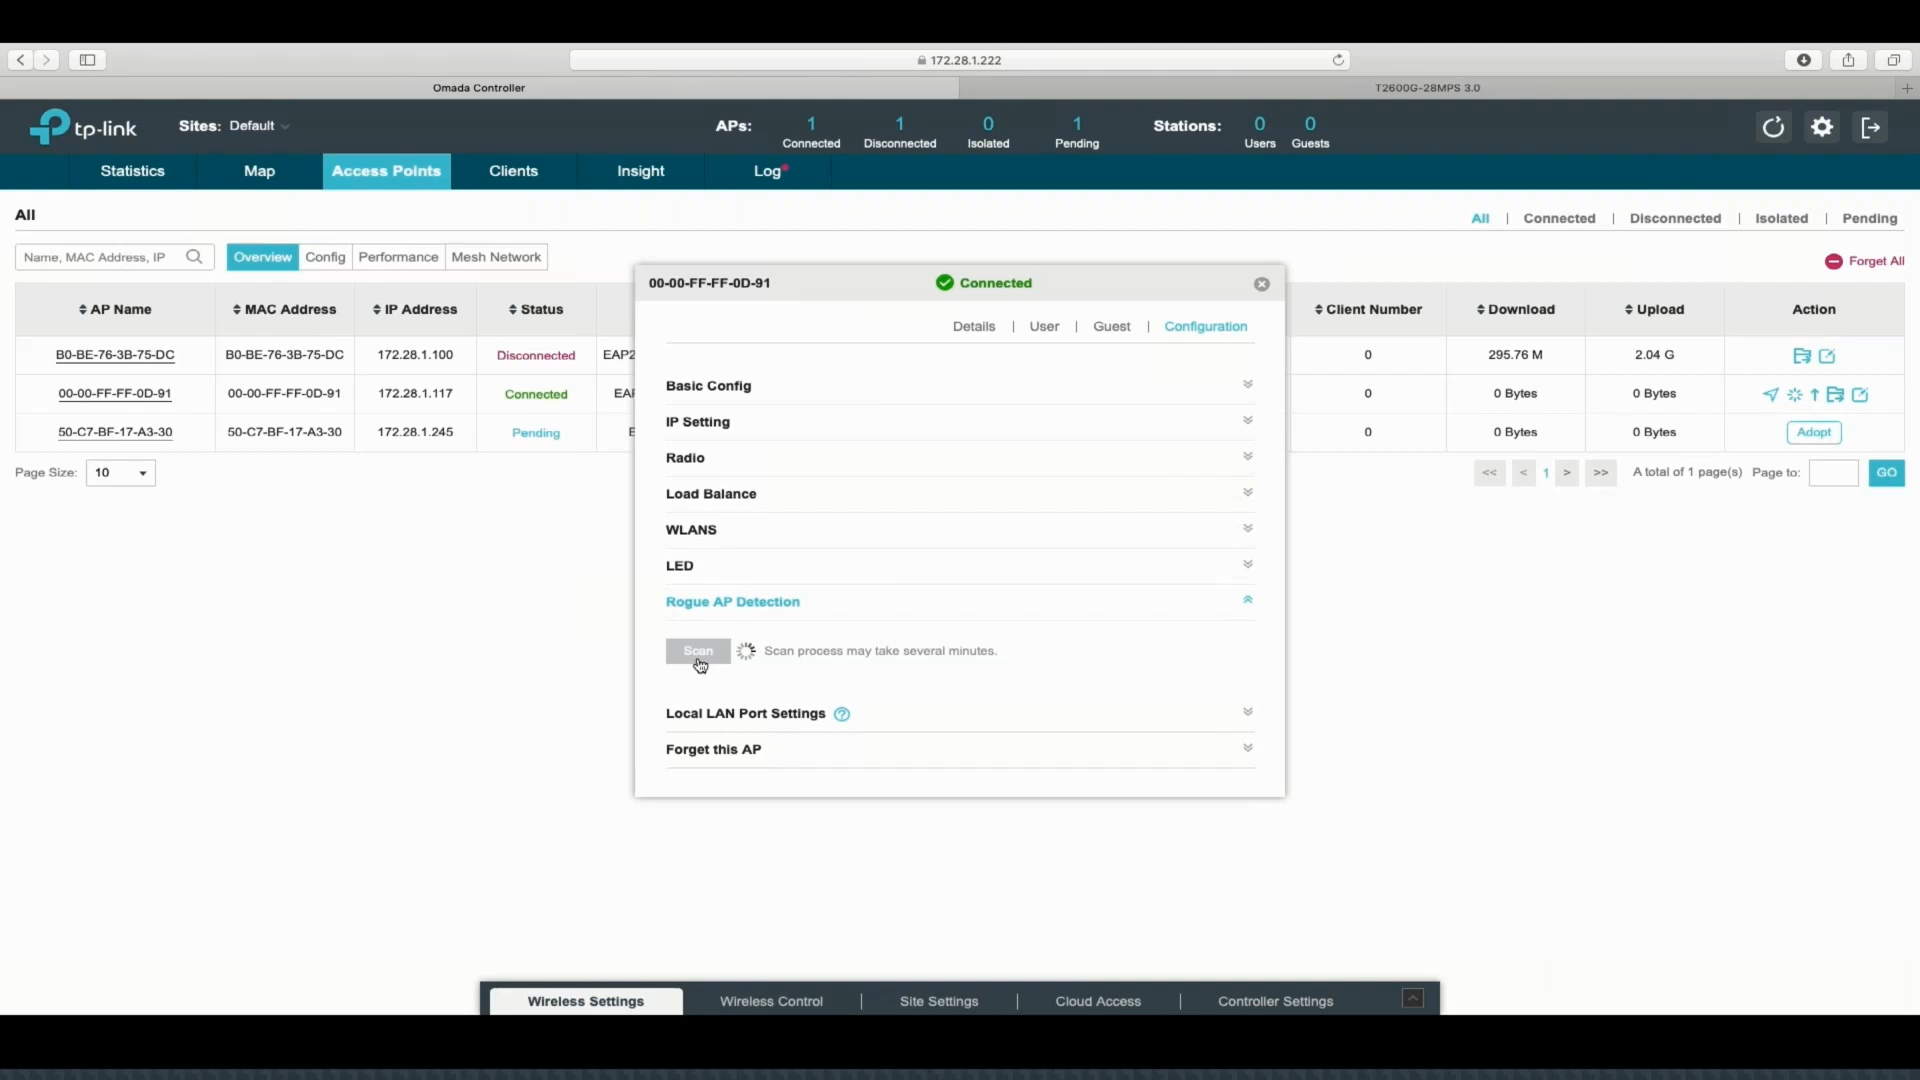 172.28.1.222
Omada Controller
T2600G-28MPS 3.0
tp-link
Sites: Default
APs:
1
Connected
1
Disconnected
0
Isolated
1
Pending
Stations:
0
Users
0
Guests
Statistics
Map
Access Points
Clients
Insight
Log
All
All | Connected | Disconnected | Isolated | Pending
Name, MAC Address, IP
Overview
Config
Performance
Mesh Network
Forget All
AP Name MAC Address IP Address Status Client Number Download Upload Action
B0-BE-76-3B-75-DC B0-BE-76-3B-75-DC 172.28.1.100 Disconnected EAP2 0 295.76 M 2.04 G
00-00-FF-FF-0D-91 00-00-FF-FF-0D-91 172.28.1.117 Connected EAP 0 0 Bytes 0 Bytes
50-C7-BF-17-A3-30 50-C7-BF-17-A3-30 172.28.1.245 Pending E 0 0 Bytes 0 Bytes Adopt
Page Size: 10
<< < 1 > >> A total of 1 page(s) Page to: GO
00-00-FF-FF-0D-91
Connected
Details | User | Guest | Configuration
Basic Config
IP Setting
Radio
Load Balance
WLANS
LED
Rogue AP Detection
Scan
Scan process may take several minutes.
Local LAN Port Settings ?
Forget this AP
Wireless Settings
Wireless Control | Site Settings | Cloud Access | Controller Settings